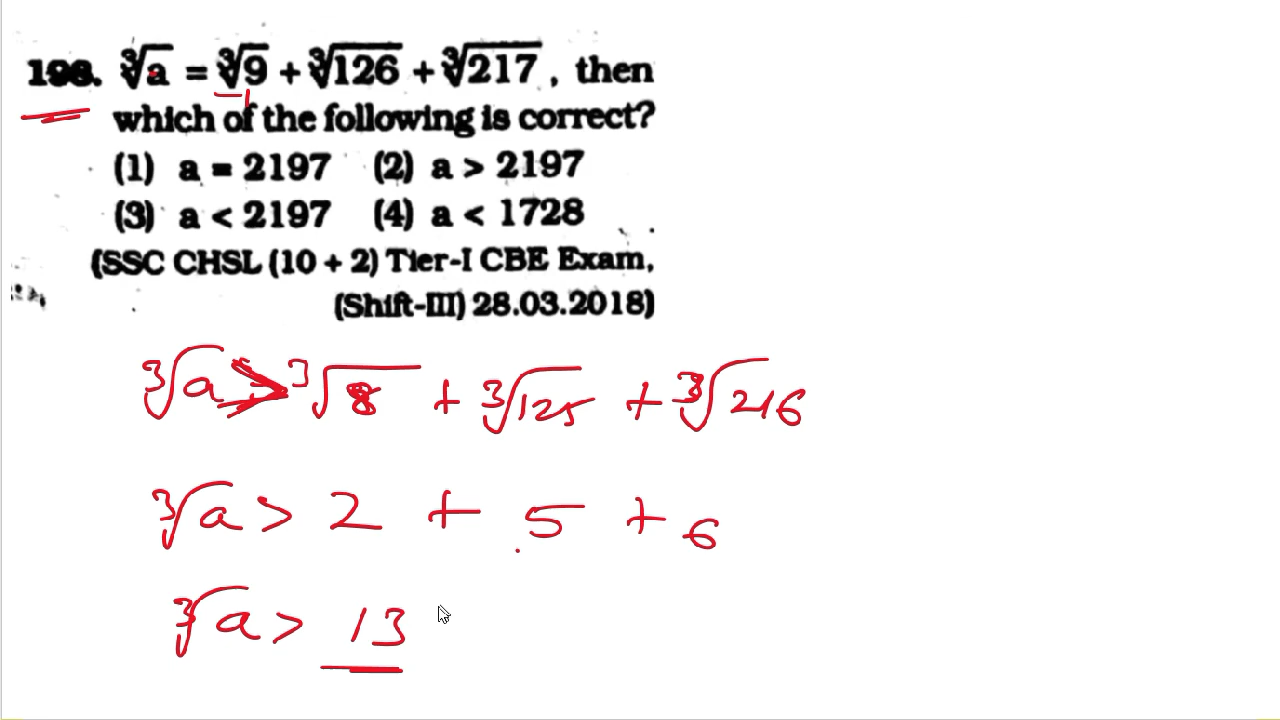 198. ∛a = ∛9 + ∛126 + ∛217, then
which of the following is correct?
(1) a = 2197 (2) a > 2197
(3) a < 2197 (4) a < 1728
(SSC CHSL (10 + 2) Tier-I CBE Exam,
(Shift-III) 28.03.2018)
∛a > ∛8 + ∛125 + ∛216
∛a > 2 + 5 + 6
∛a > 13